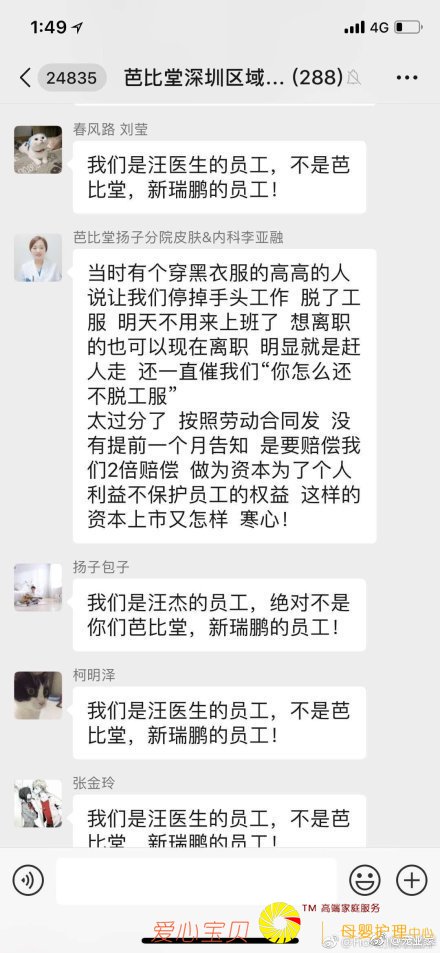 1:49
4G
24835
芭比堂深圳区域... (288)
春风路 刘莹
我们是汪医生的员工，不是芭
比堂，新瑞鹏的员工！
芭比堂扬子分院皮肤&内科李亚融
当时有个穿黑衣服的高高的人
说让我们停掉手头工作 脱了工
服 明天不用来上班了 想离职
的也可以现在离职 明显就是赶
人走 还一直催我们“你怎么还
不脱工服”
太过分了 按照劳动合同发 没
有提前一个月告知 是要赔偿我
们2倍赔偿 做为资本为了个人
利益不保护员工的权益 这样的
资本上市又怎样 寒心！
扬子包子
我们是汪杰的员工，绝对不是
你们芭比堂，新瑞鹏的员工！
柯明泽
我们是汪医生的员工，不是芭
比堂，新瑞鹏的员工！
张金玲
我们是汪医生的员工，不是芭
比堂，新瑞鹏的员工！
TM 高端家庭服务
爱心宝贝
母婴护理中心